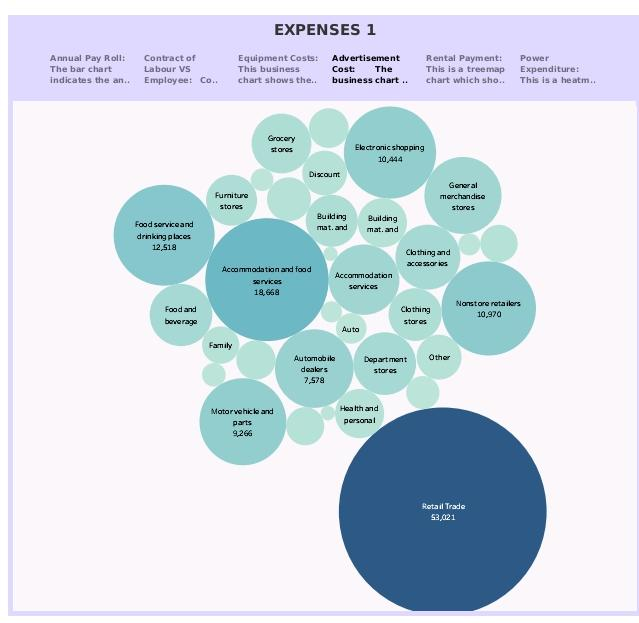 EXPENSES 1
Annual Pay Roll:
The bar chart
indicates the an..
Contract of
Labour VS
Employee: Co..
Equipment Costs:
This business
chart shows the..
Advertisement
Cost: The
business chart ..
Rental Payment:
This is a treemap
chart which sho..
Power
Expenditure:
This is a heatm..
Grocery
stores
Electronic shopping
10,444
Discount
Furniture
stores
General
merchandise
stores
Building
mat. and
Building
mat. and
Food service and
drinking places
12,518
Clothing and
accessories
Accommodation and food
services
18,668
Accommodation
services
Food and
beverage
Clothing
stores
Nonstore retailers
10,970
Auto
Family
Automobile
dealers
7,578
Department
stores
Other
Motor vehicle and
parts
9,266
Health and
personal
Retail Trade
53,021